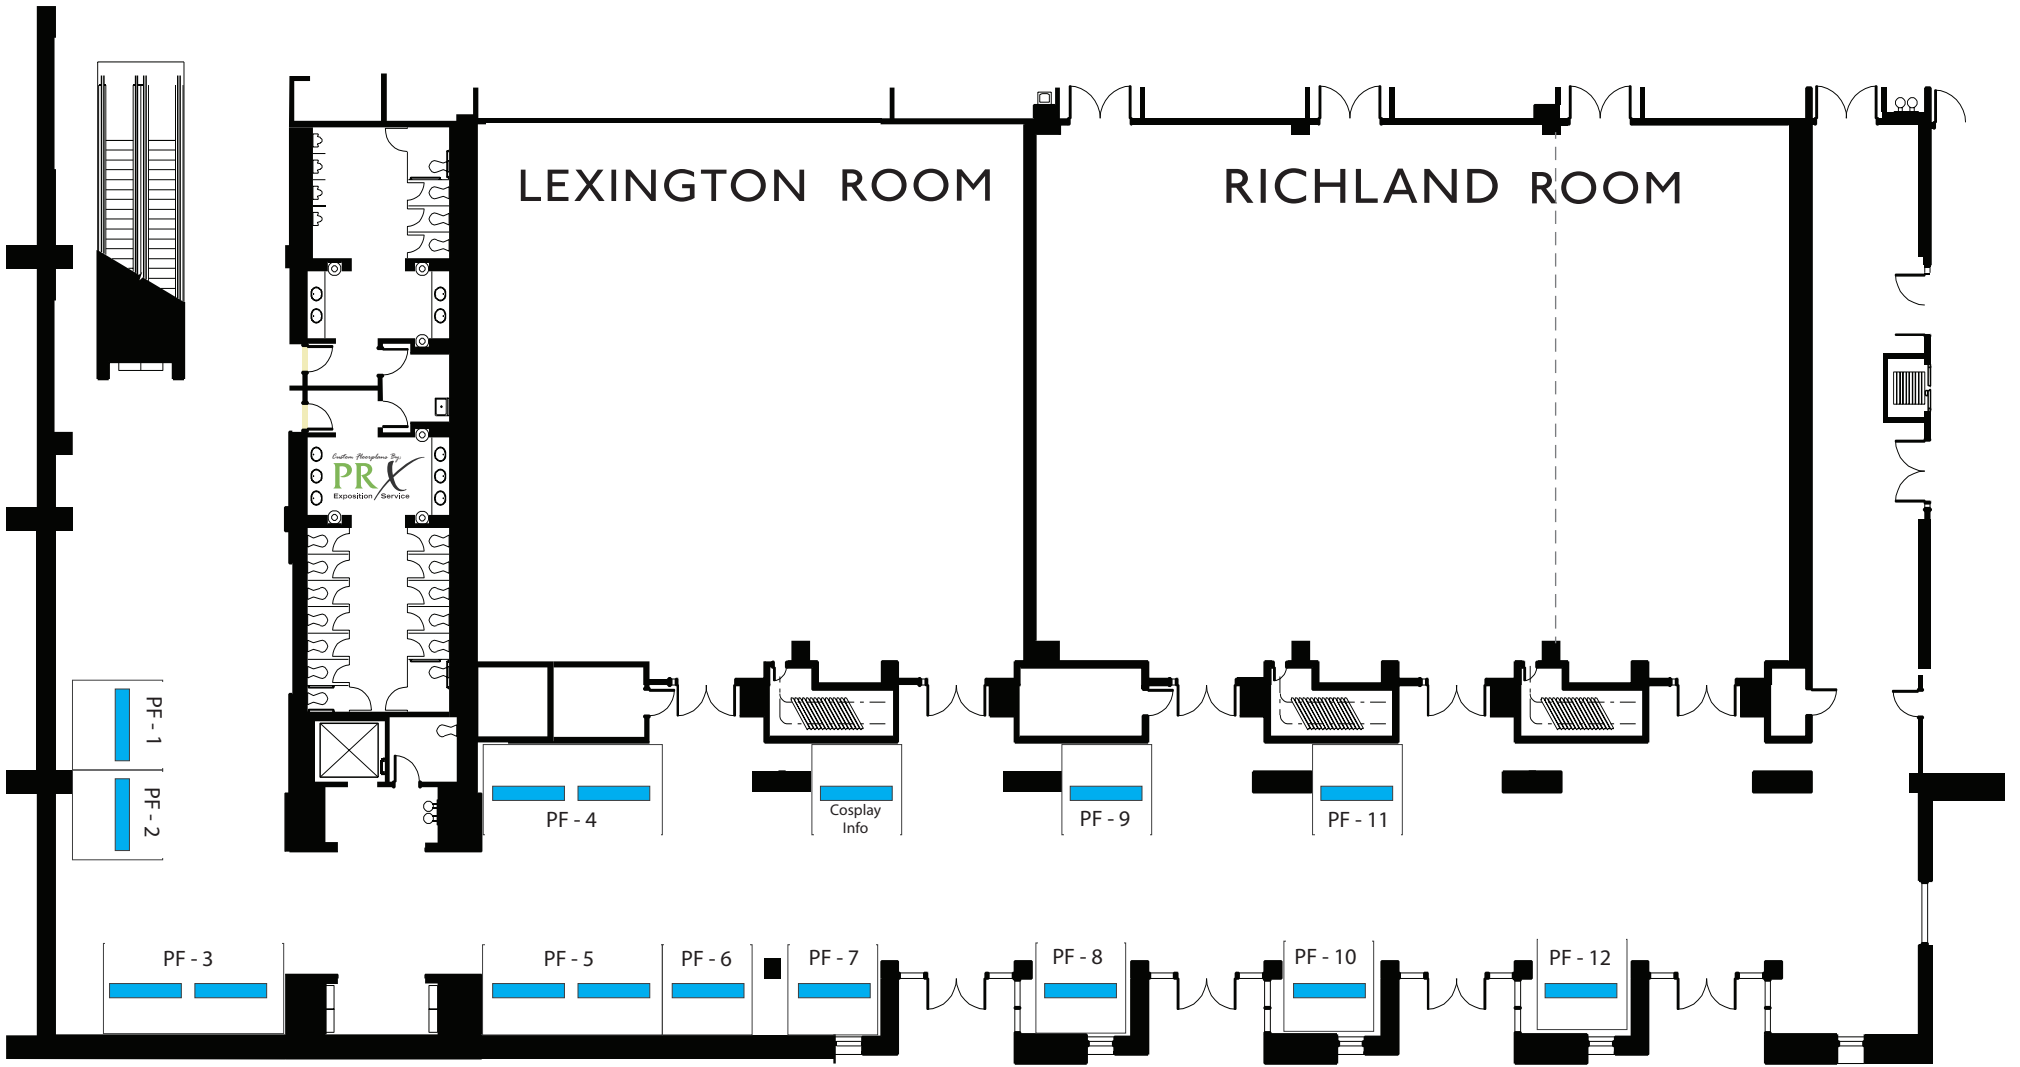 LEXINGTON ROOM
RICHLAND ROOM
Custom Floorplans By:
PRX
Exposition Service
PF - 1
PF - 2
PF - 4
Cosplay
Info
PF - 9
PF - 11
PF - 3
PF - 5
PF - 6
PF - 7
PF - 8
PF - 10
PF - 12